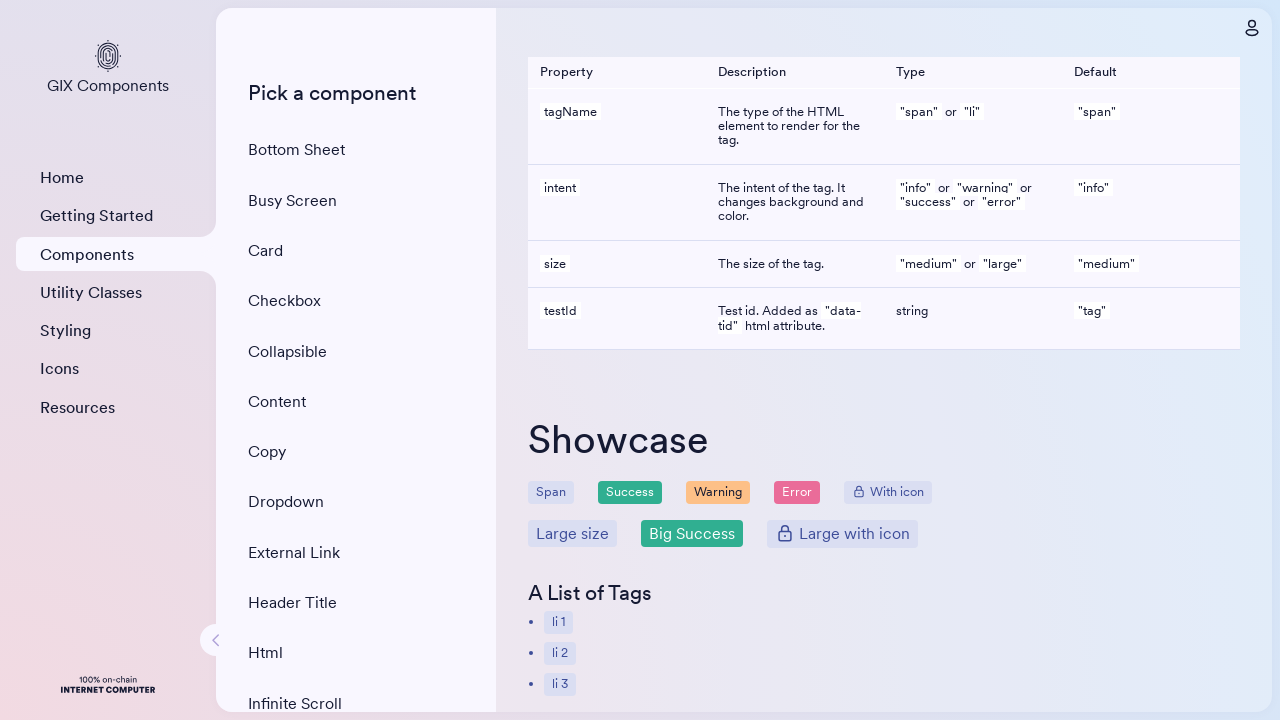 GIX Components
Home
Getting Started
Components
Utility Classes
Styling
Icons
Resources
100% on-chain
INTERNET COMPUTER
Pick a component
Bottom Sheet
Busy Screen
Card
Checkbox
Collapsible
Content
Copy
Dropdown
External Link
Header Title
Html
Infinite Scroll
Property Description Type Default
tagName The type of the HTML "span" or "li" "span"
element to render for the
tag.
intent The intent of the tag. It "info" or "warning" or "info"
changes background and "success" or "error"
color.
size The size of the tag. "medium" or "large" "medium"
testId Test id. Added as "data- string "tag"
tid" html attribute.
Showcase
Span Success Warning Error With icon
Large size Big Success Large with icon
A List of Tags
• li 1
• li 2
• li 3